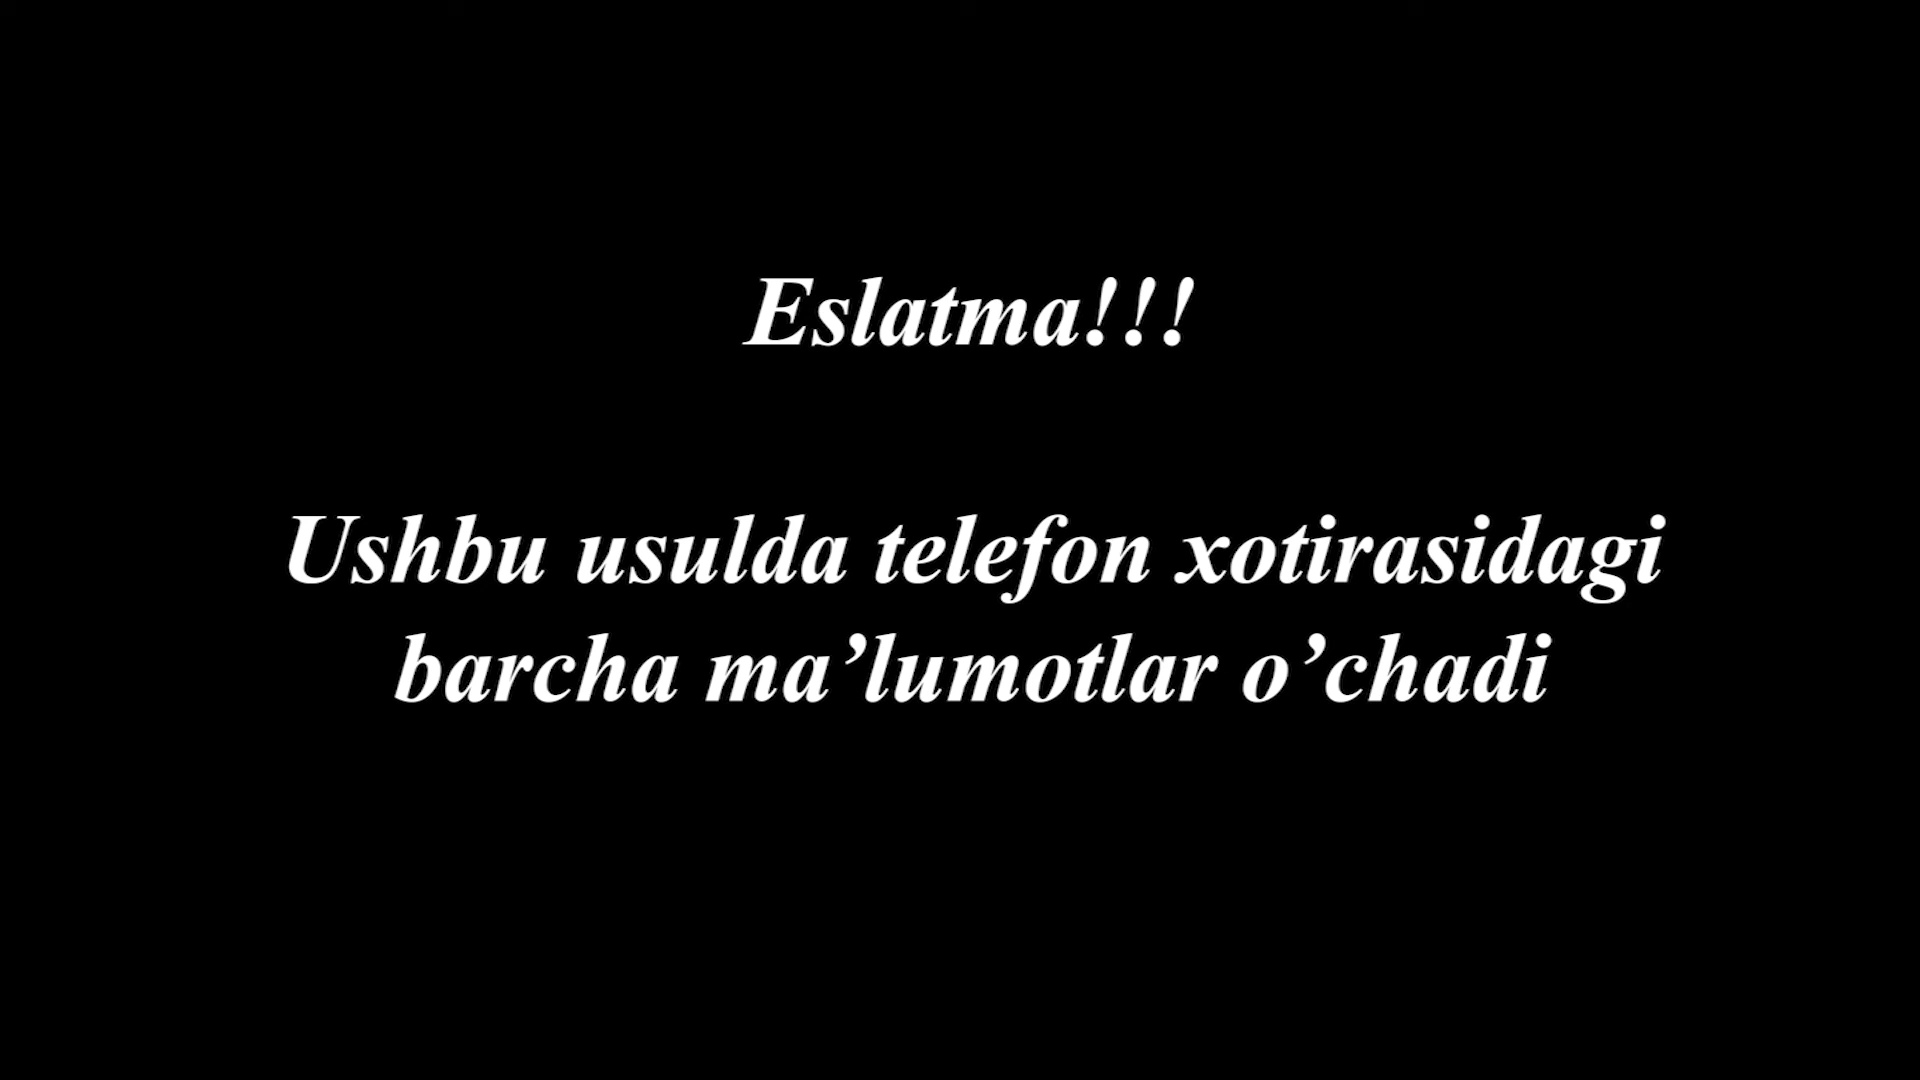 Eslatma!!!
Ushbu usulda telefon xotirasidagi
barcha ma’lumotlar o’chadi